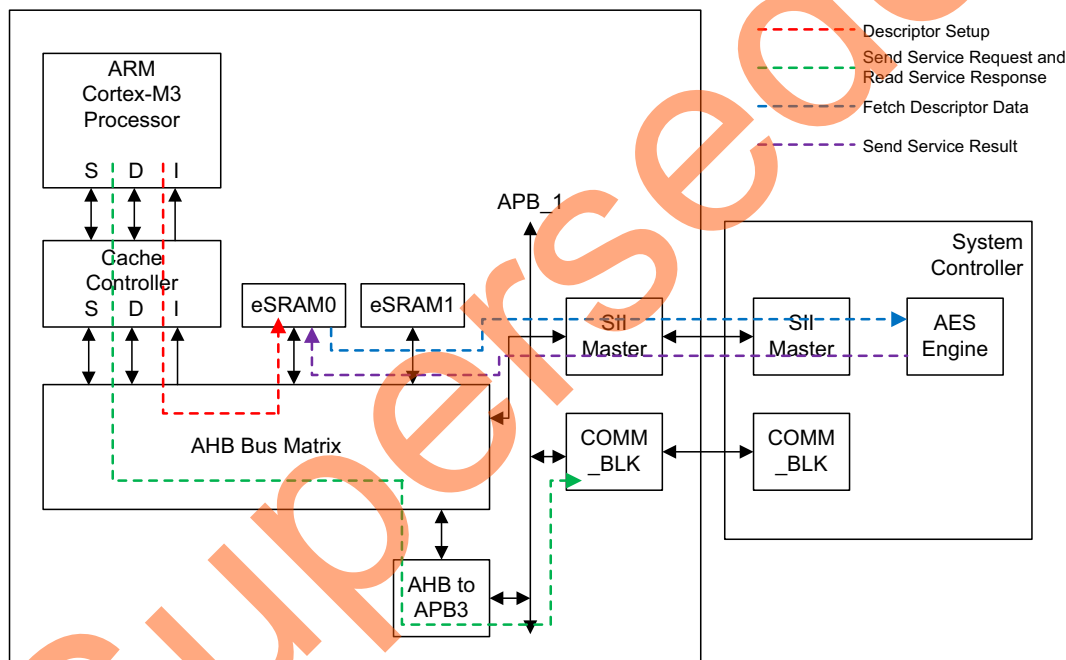 Descriptor Setup
Send Service Request and
Read Service Response
Fetch Descriptor Data
Send Service Result
ARM
Cortex-M3
Processor
S D I
Cache
Controller
S D I
eSRAM0
eSRAM1
APB_1
System
Controller
SII
Master
SII
Master
AES
Engine
AHB Bus Matrix
COMM
_BLK
COMM
_BLK
AHB to
APB3
Supersede